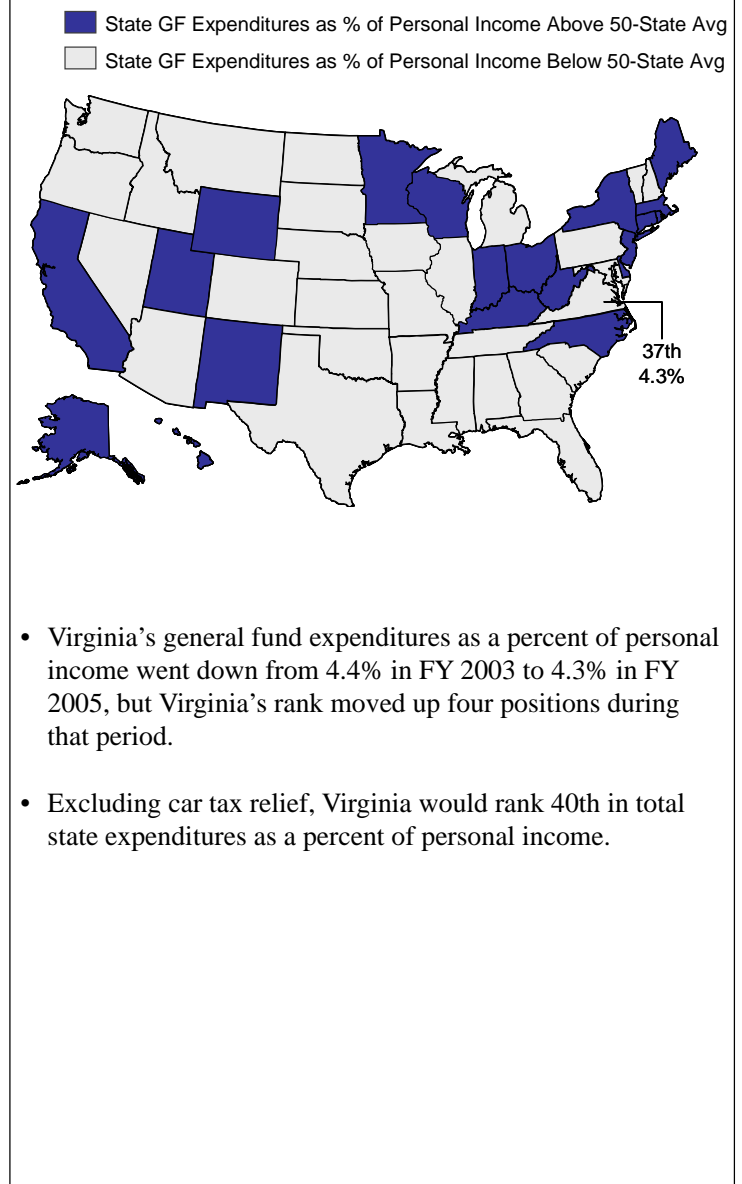 State GF Expenditures as % of Personal Income Above 50-State Avg
State GF Expenditures as % of Personal Income Below 50-State Avg
37th
4.3%
• Virginia’s general fund expenditures as a percent of personal
income went down from 4.4% in FY 2003 to 4.3% in FY
2005, but Virginia’s rank moved up four positions during
that period.
• Excluding car tax relief, Virginia would rank 40th in total
state expenditures as a percent of personal income.